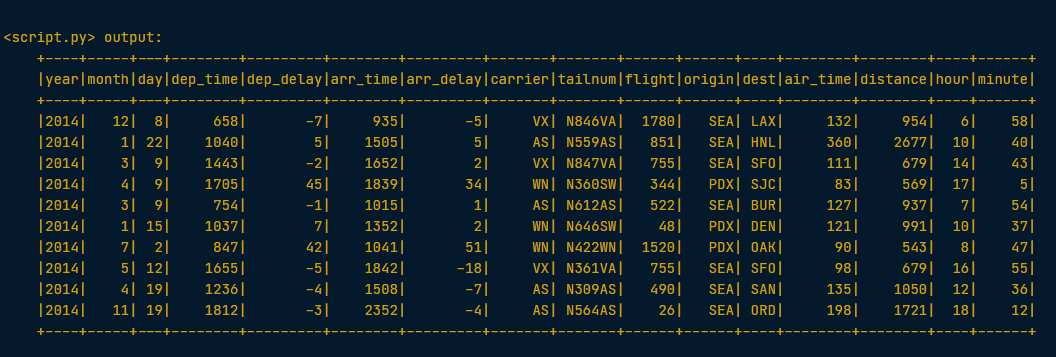 <script.py> output:
+----+-----+---+--------+---------+--------+---------+-------+-------+------+------+----+--------+--------+----+------+
|year|month|day|dep_time|dep_delay|arr_time|arr_delay|carrier|tailnum|flight|origin|dest|air_time|distance|hour|minute|
+----+-----+---+--------+---------+--------+---------+-------+-------+------+------+----+--------+--------+----+------+
|2014|   12|  8|     658|       -7|     935|       -5|     VX| N846VA|  1780|   SEA| LAX|     132|     954|   6|    58|
|2014|    1| 22|    1040|        5|    1505|        5|     AS| N559AS|   851|   SEA| HNL|     360|    2677|  10|    40|
|2014|    3|  9|    1443|       -2|    1652|        2|     VX| N847VA|   755|   SEA| SFO|     111|     679|  14|    43|
|2014|    4|  9|    1705|       45|    1839|       34|     WN| N360SW|   344|   PDX| SJC|      83|     569|  17|     5|
|2014|    3|  9|     754|       -1|    1015|        1|     AS| N612AS|   522|   SEA| BUR|     127|     937|   7|    54|
|2014|    1| 15|    1037|        7|    1352|        2|     WN| N646SW|    48|   PDX| DEN|     121|     991|  10|    37|
|2014|    7|  2|     847|       42|    1041|       51|     WN| N422WN|  1520|   PDX| OAK|      90|     543|   8|    47|
|2014|    5| 12|    1655|       -5|    1842|      -18|     VX| N361VA|   755|   SEA| SFO|      98|     679|  16|    55|
|2014|    4| 19|    1236|       -4|    1508|       -7|     AS| N309AS|   490|   SEA| SAN|     135|    1050|  12|    36|
|2014|   11| 19|    1812|       -3|    2352|       -4|     AS| N564AS|    26|   SEA| ORD|     198|    1721|  18|    12|
+----+-----+---+--------+---------+--------+---------+-------+-------+------+------+----+--------+--------+----+------+